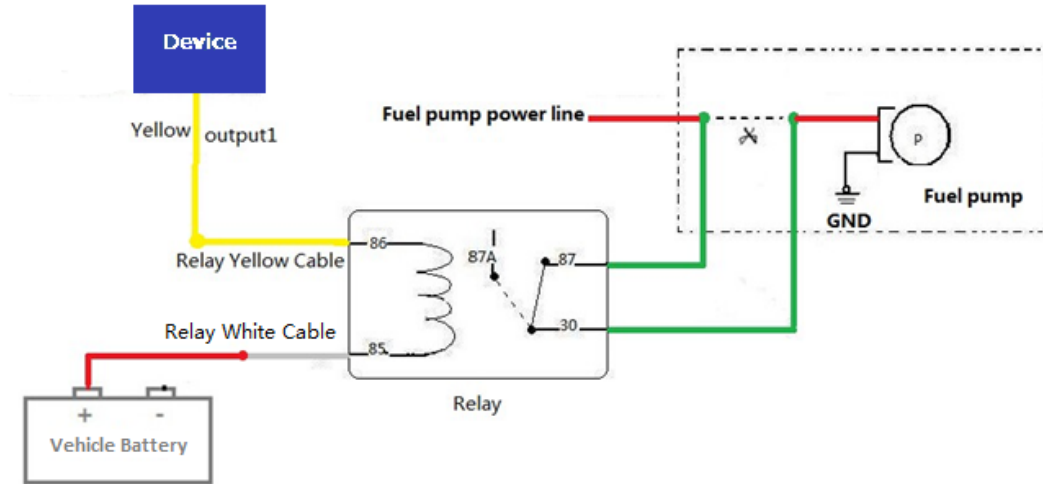 Device
Yellow
output1
Fuel pump power line
P
Fuel pump
GND
Relay Yellow Cable
86
87A
87
Relay White Cable
85
30
Relay
+
-
Vehicle Battery